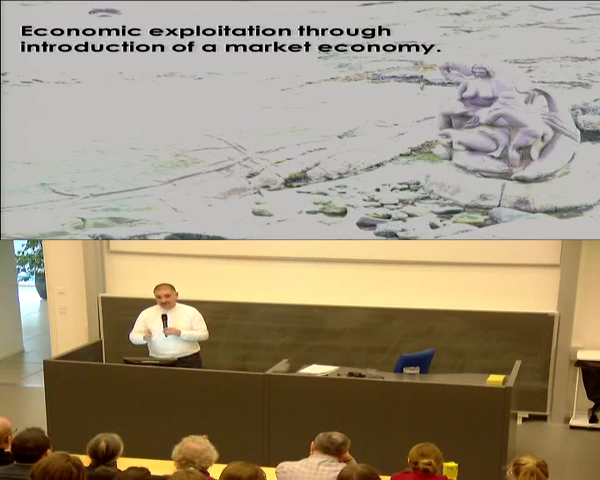 Economic exploitation through
introduction of a market economy.